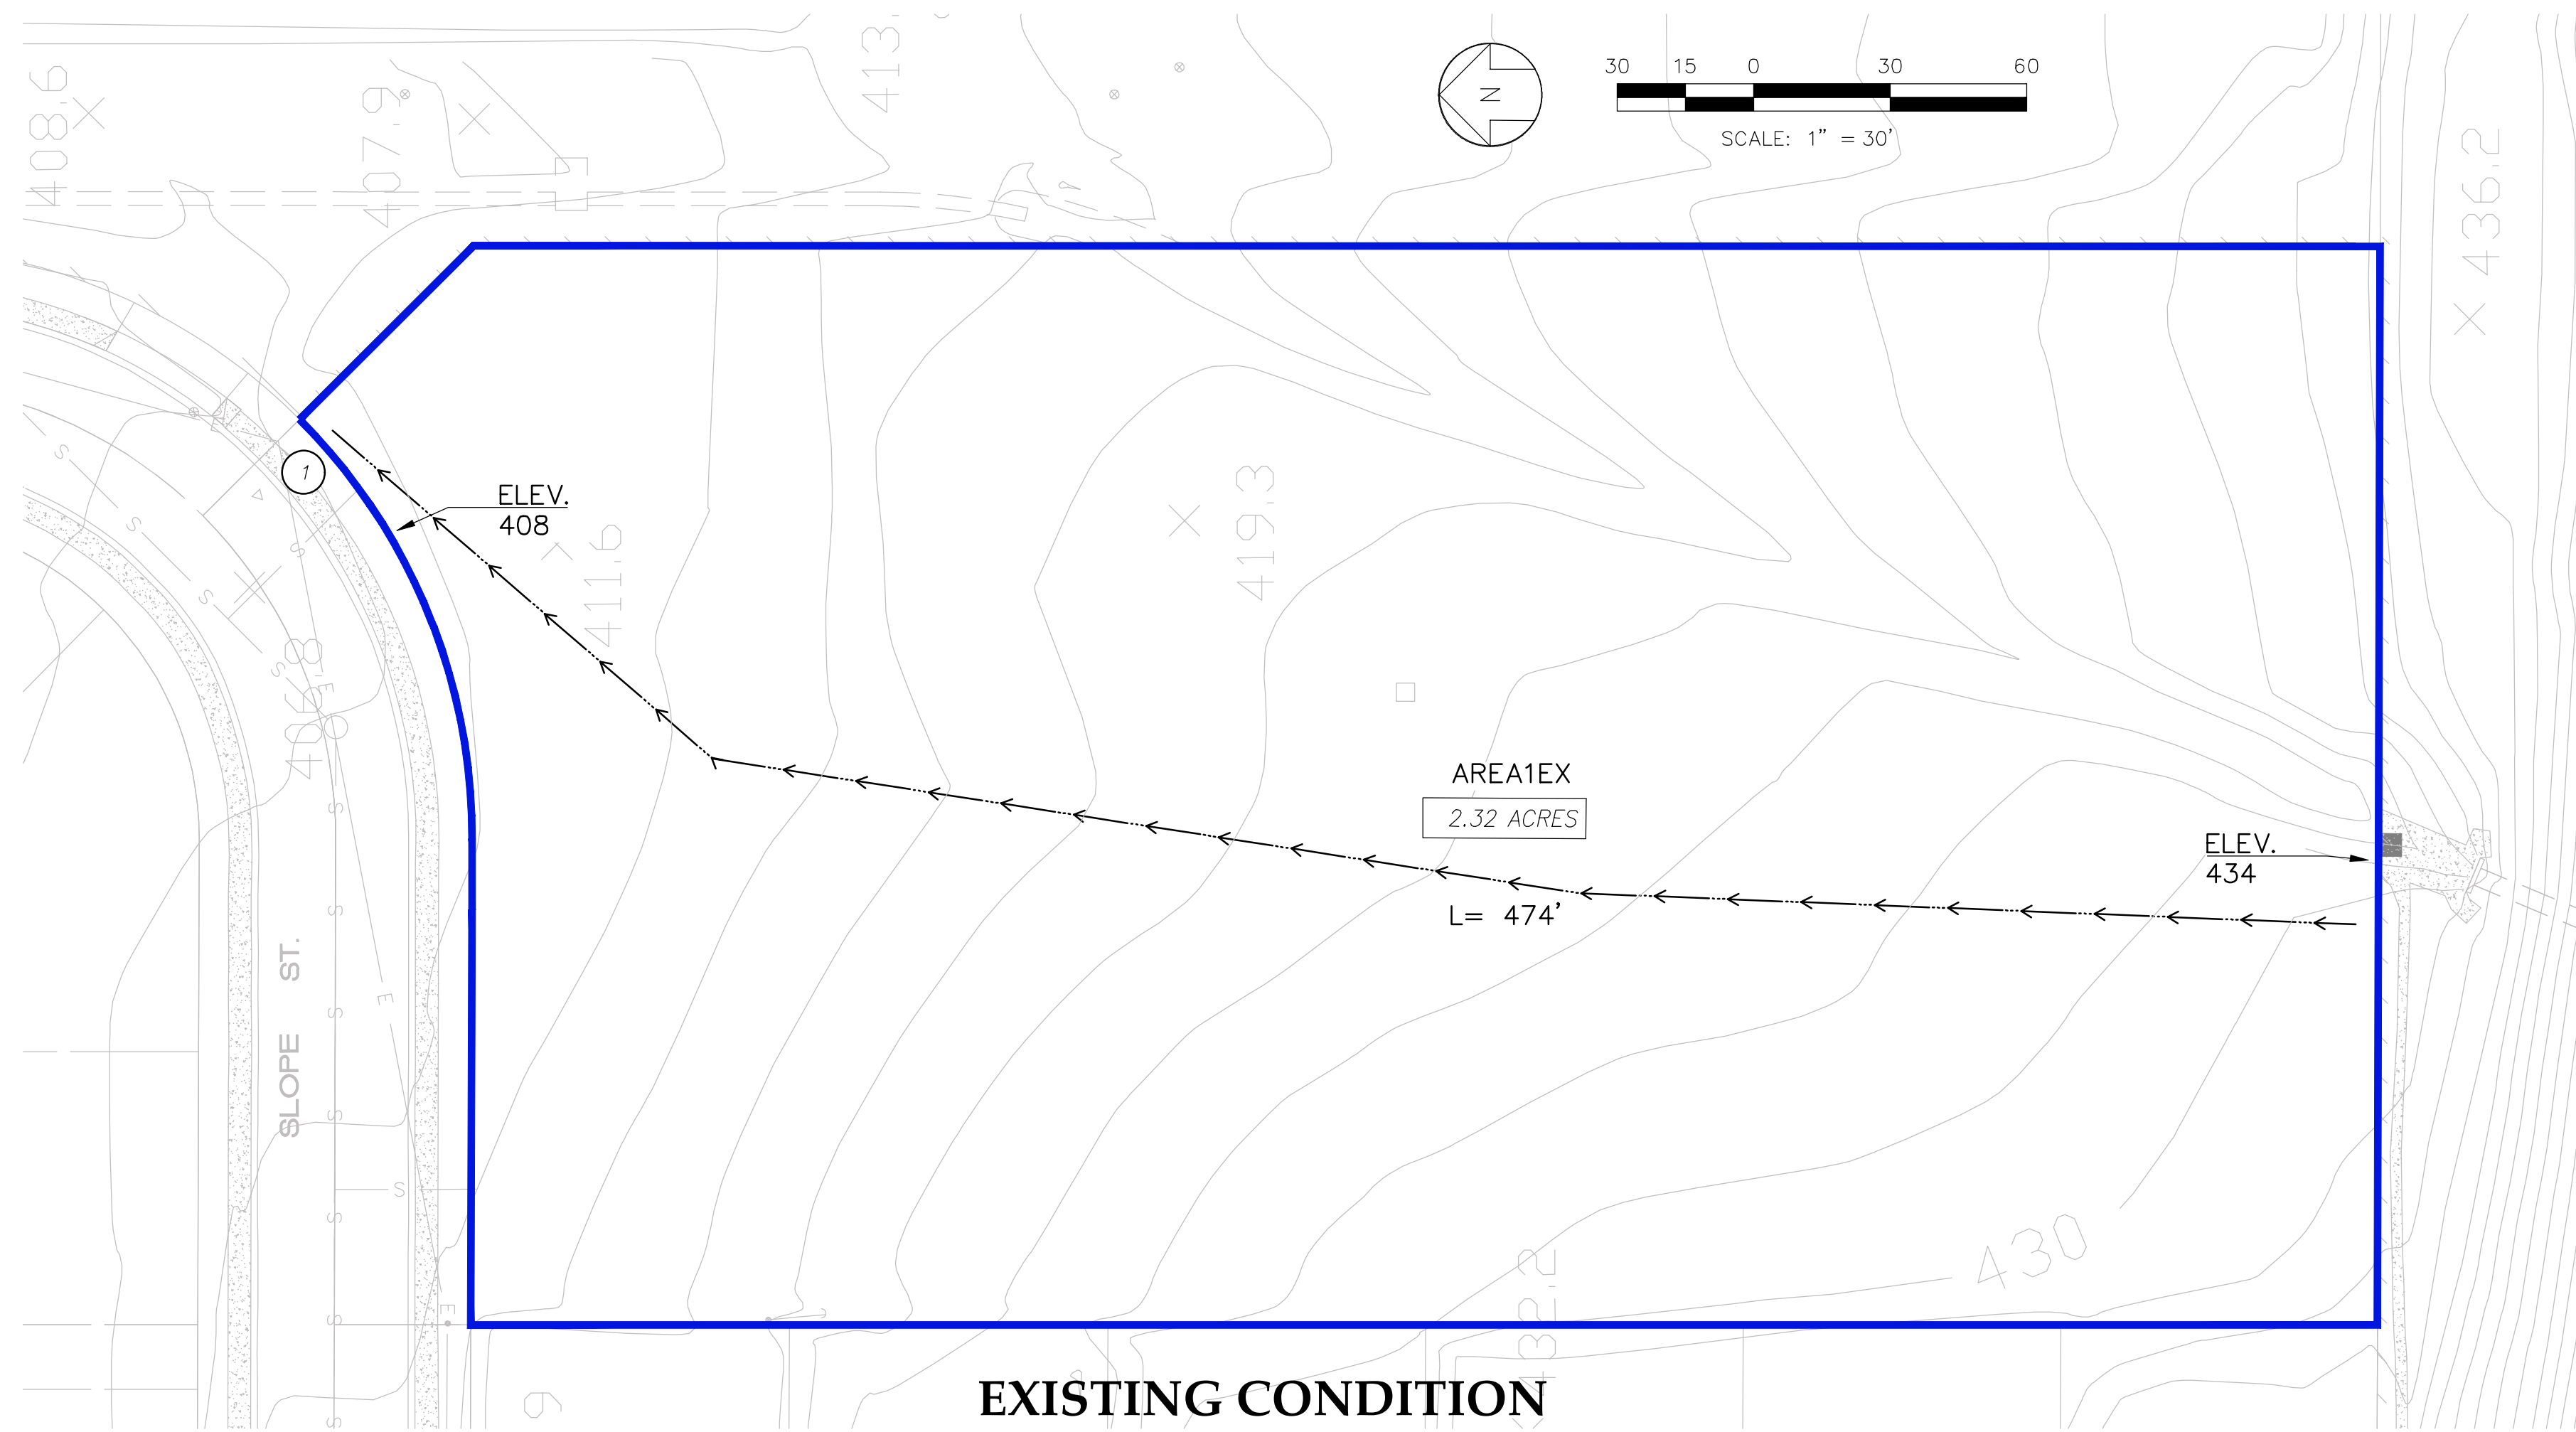 408.6
407.9
413.
N
30 15 0 30 60
SCALE: 1" = 30'
436.2
1
ELEV.
408
411.6
419.3
406.8
AREA1EX
2.32 ACRES
L= 474'
ELEV.
434
SLOPE ST.
S
S
S
S
S
E
E
E
S
S
S
S
S
S
S
430
432.2
9
EXISTING CONDITION